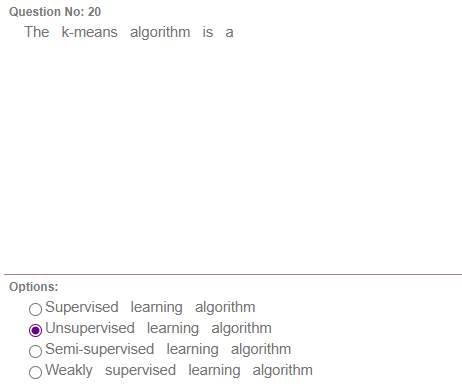 Question No: 20
The k-means algorithm is a
Options:
Supervised learning algorithm
Unsupervised learning algorithm
Semi-supervised learning algorithm
Weakly supervised learning algorithm